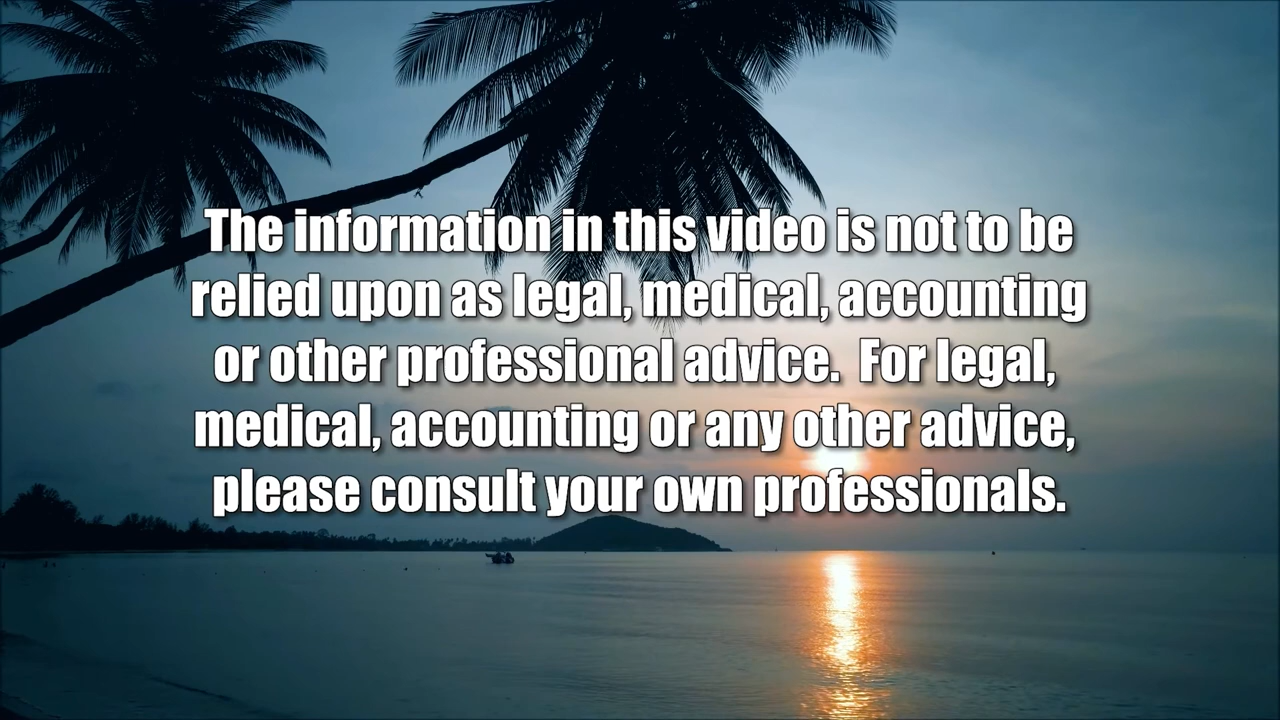 The information in this video is not to be
relied upon as legal, medical, accounting
or other professional advice.  For legal,
medical, accounting or any other advice,
please consult your own professionals.